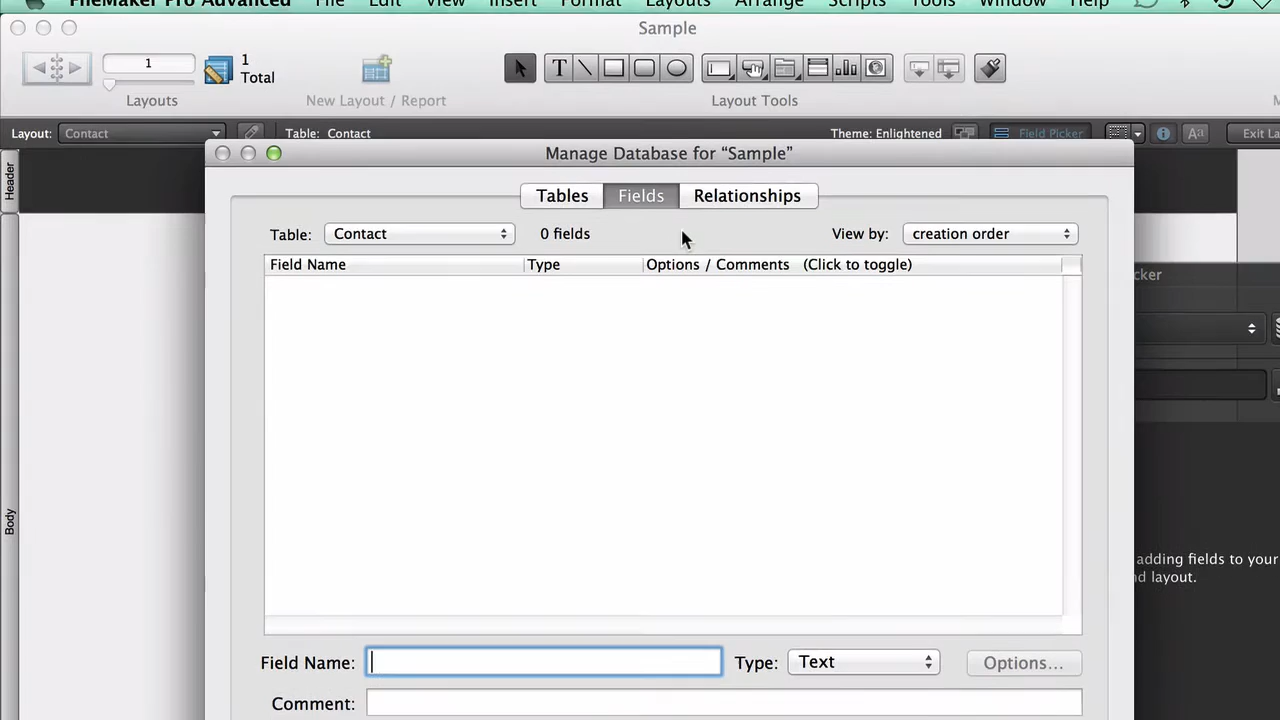 FileMaker Pro Advanced File Edit View Insert Format Layouts Arrange Scripts Tools Window Help
Sample
1
1
Total
Layouts
New Layout / Report
Layout Tools
Layout: Contact
Table: Contact
Theme: Enlightened
Field Picker
Aa
Exit La
Header
Manage Database for “Sample”
Tables Fields Relationships
Table: Contact 0 fields View by: creation order
Field Name Type Options / Comments (Click to toggle)
cker
adding fields to your
nd layout.
Body
Field Name: Type: Text Options...
Comment: